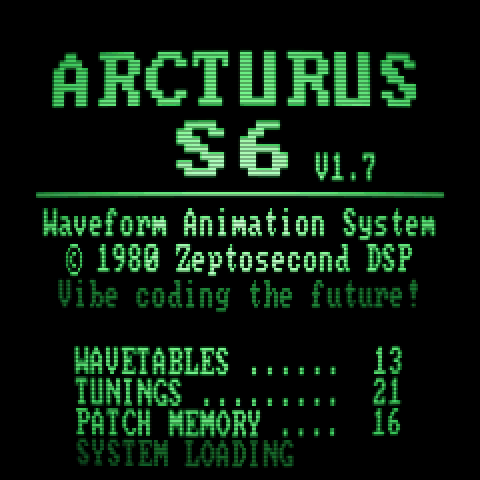 ARCTURUS
S6 V1.7
Waveform Animation System
© 1980 Zeptosecond DSP
Vibe coding the future!
WAVETABLES ...... 13
TUNINGS ......... 21
PATCH MEMORY .... 16
SYSTEM LOADING